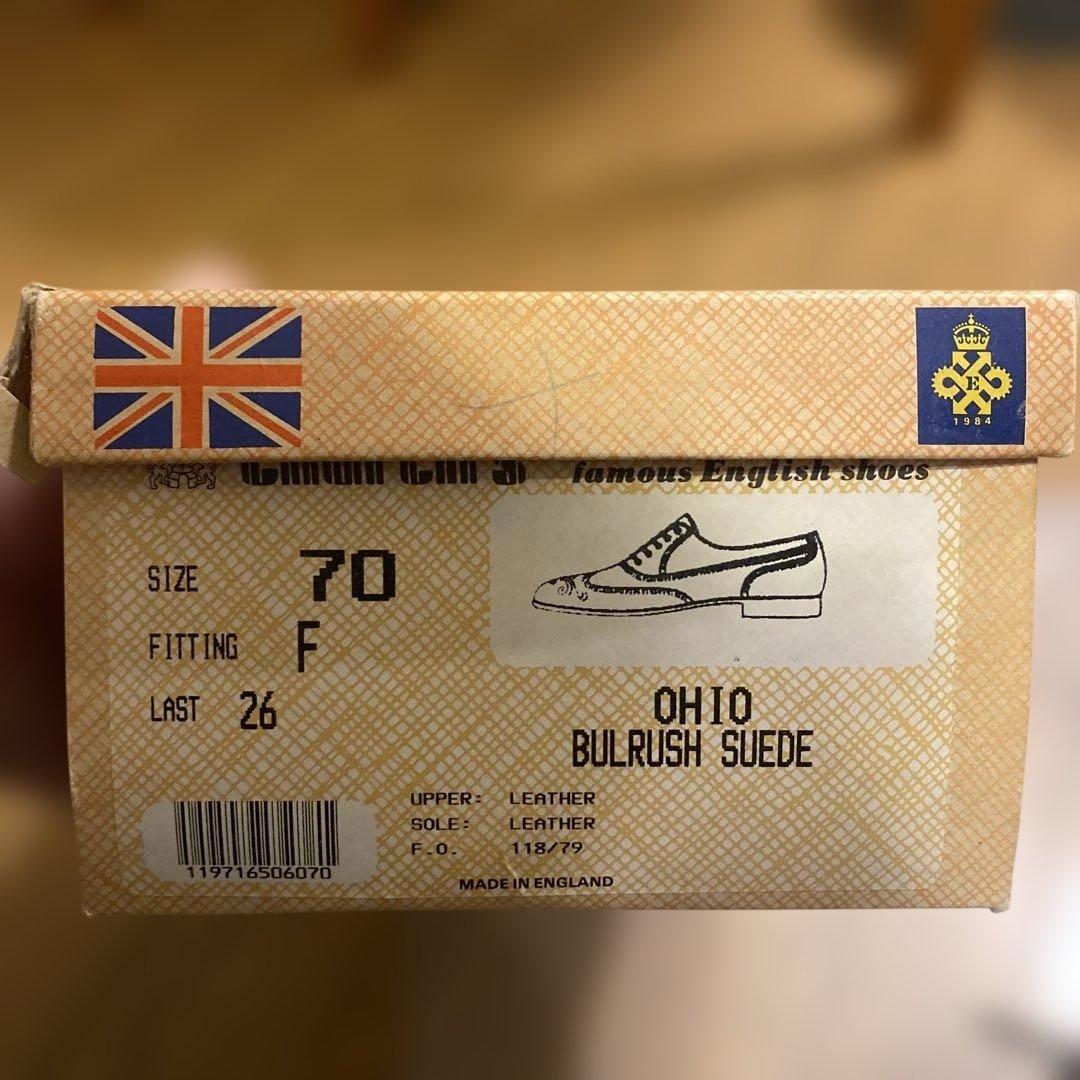 E
1984
Church's famous English shoes
SIZE 70
FITTING F
LAST 26
OHIO
BULRUSH SUEDE
UPPER: LEATHER
SOLE: LEATHER
F.O. 118/79
119716506070
MADE IN ENGLAND